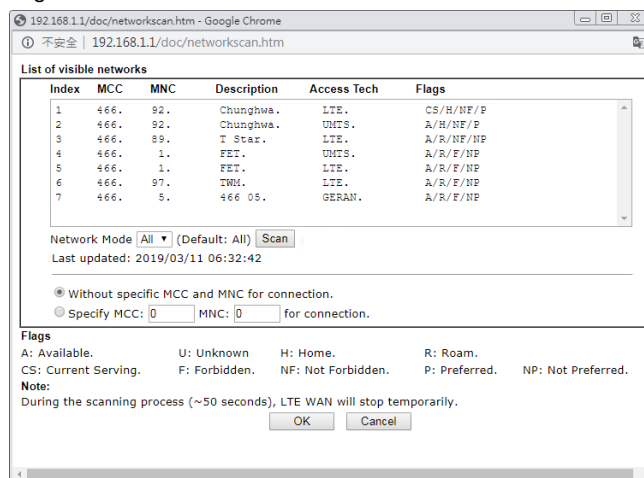 192.168.1.1/doc/networkscan.htm - Google Chrome
不安全 | 192.168.1.1/doc/networkscan.htm
List of visible networks
Index MCC MNC Description Access Tech Flags
1 466. 92. Chunghwa. LTE. CS/H/NF/P
2 466. 92. Chunghwa. UMTS. A/H/NF/P
3 466. 89. T Star. LTE. A/R/NF/NP
4 466. 1. FET. UMTS. A/R/F/NP
5 466. 1. FET. LTE. A/R/F/NP
6 466. 97. TWM. LTE. A/R/F/NP
7 466. 5. 466 05. GERAN. A/R/F/NP
Network Mode All (Default: All) Scan
Last updated: 2019/03/11 06:32:42
Without specific MCC and MNC for connection.
Specify MCC: 0 MNC: 0 for connection.
Flags
A: Available. U: Unknown H: Home. R: Roam.
CS: Current Serving. F: Forbidden. NF: Not Forbidden. P: Preferred. NP: Not Preferred.
Note:
During the scanning process (~50 seconds), LTE WAN will stop temporarily.
OK Cancel